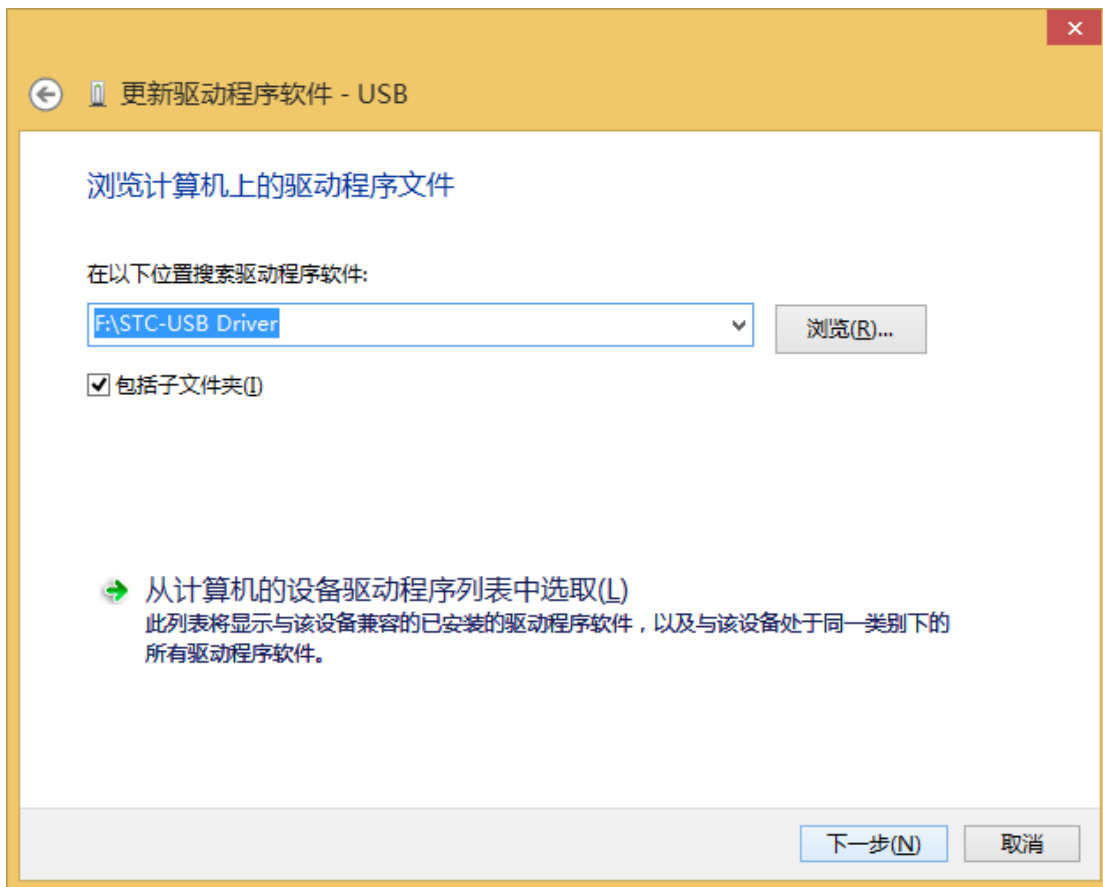 更新驱动程序软件 - USB
浏览计算机上的驱动程序文件
在以下位置搜索驱动程序软件:
F:\STC-USB Driver
浏览(R)...
包括子文件夹(I)
从计算机的设备驱动程序列表中选取(L)
此列表将显示与该设备兼容的已安装的驱动程序软件，以及与该设备处于同一类别下的
所有驱动程序软件。
下一步(N)
取消